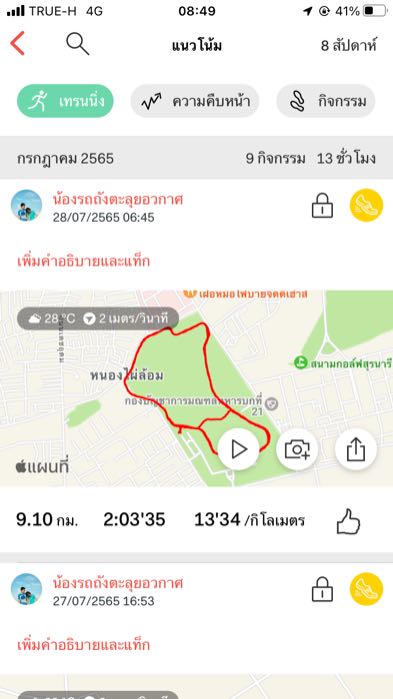 TRUE-H 4G 08:49 41%
แนวโน้ม 8 สัปดาห์
เทรนนิ่ง ความคืบหน้า กิจกรรม
กรกฎาคม 2565 9 กิจกรรม 13 ชั่วโมง
น้องรถถังตะลุยอวกาศ
28/07/2565 06:45
เพิ่มคำอธิบายและแท็ก
28 °C 2 เมตร/วินาที
สนามกอล์ฟสุรนารี
หนองไผ่ล้อม
กองบัญชาการมณฑลทหารบกที่
21
แผนที่
9.10 กม. 2:03'35 13'34 /กิโลเมตร
น้องรถถังตะลุยอวกาศ
27/07/2565 16:53
เพิ่มคำอธิบายและแท็ก